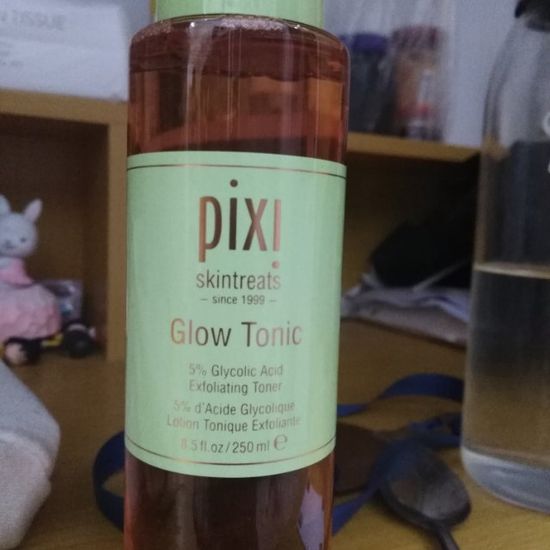 TISSUE
pixi
skintreats
– since 1999 –
Glow Tonic
5% Glycolic Acid
Exfoliating Toner
5% d'Acide Glycolique
Lotion Tonique Exfoliante
8.5 fl.oz / 250 ml ℮